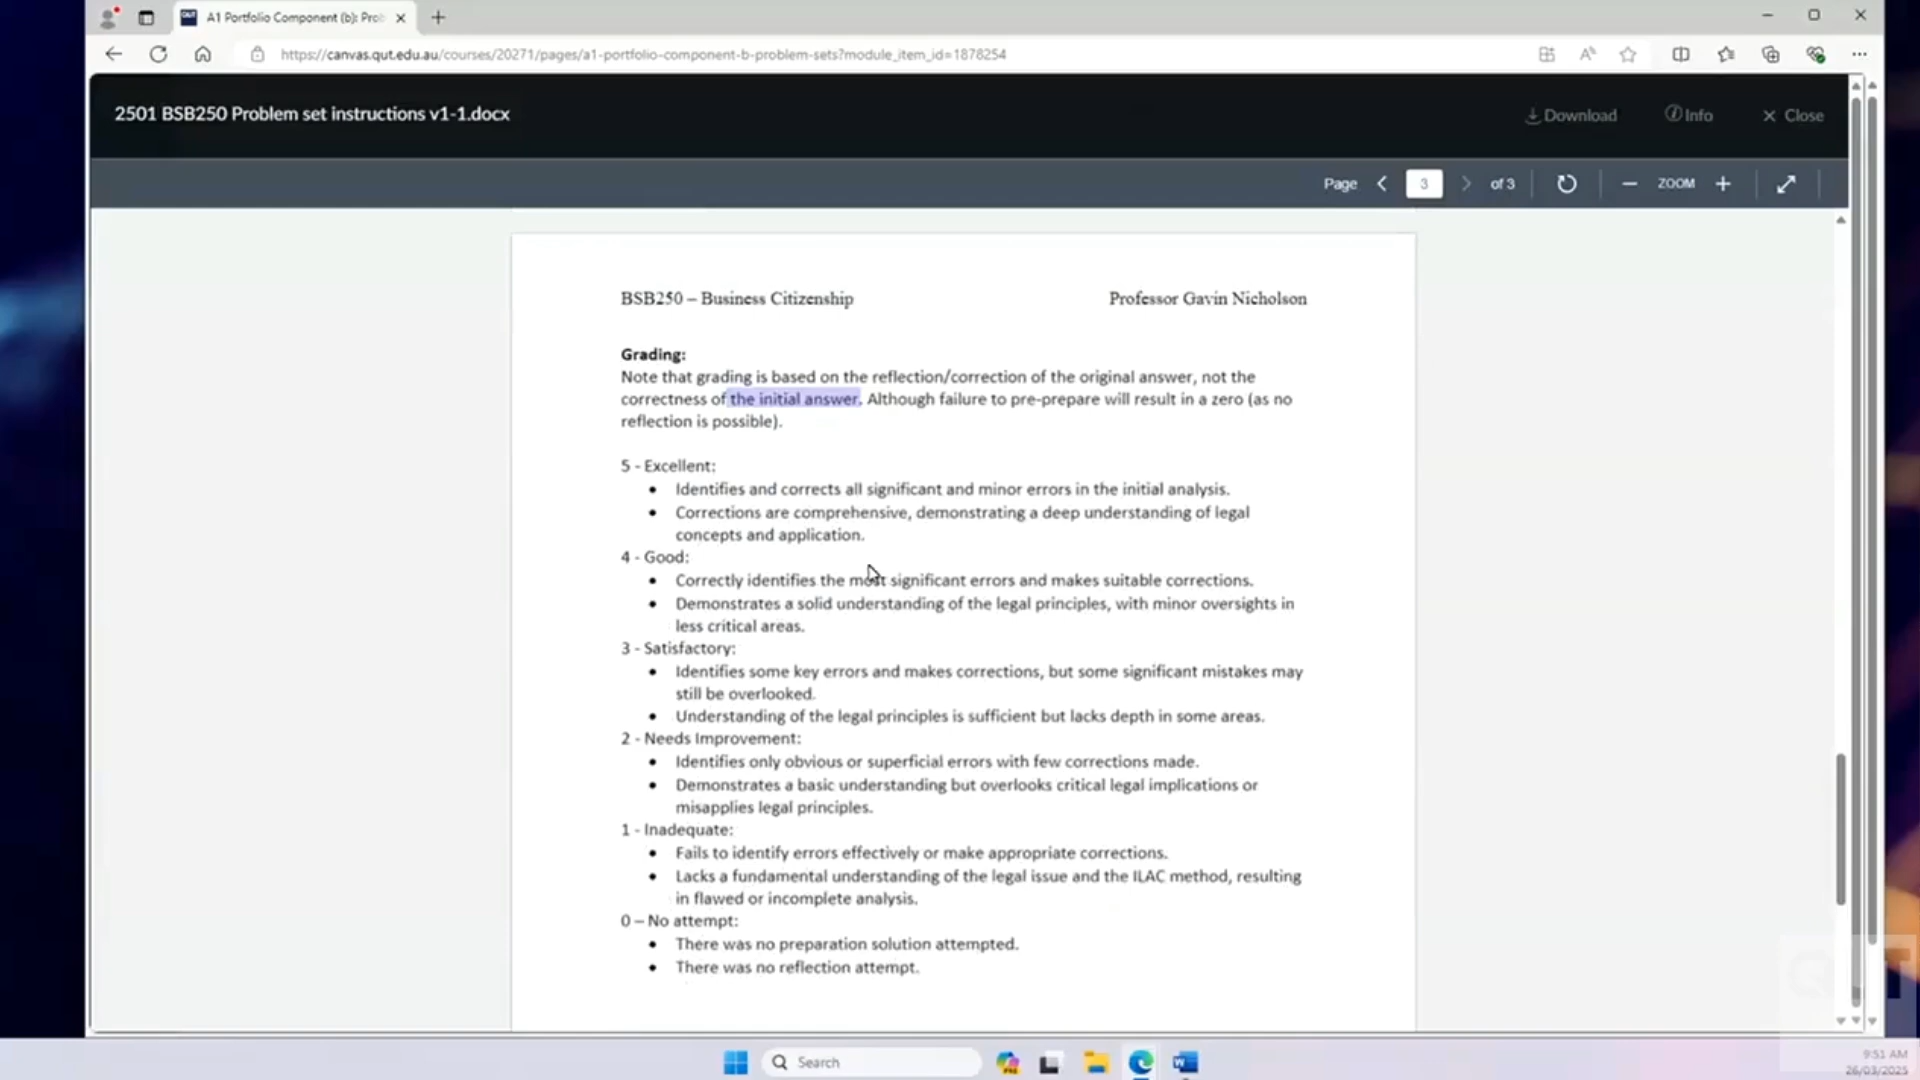 A1 Portfolio Component (b): Prob
https://canvas.qut.edu.au/courses/20271/pages/a1-portfolio-component-b-problem-sets?module_item_id=1878254
2501 BSB250 Problem set instructions v1-1.docx
Download
Info
Close
Page
3
of 3
ZOOM
BSB250 – Business Citizenship
Professor Gavin Nicholson
Grading:
Note that grading is based on the reflection/correction of the original answer, not the
correctness of the initial answer. Although failure to pre-prepare will result in a zero (as no
reflection is possible).
5 - Excellent:
• Identifies and corrects all significant and minor errors in the initial analysis.
• Corrections are comprehensive, demonstrating a deep understanding of legal
concepts and application.
4 - Good:
• Correctly identifies the most significant errors and makes suitable corrections.
• Demonstrates a solid understanding of the legal principles, with minor oversights in
less critical areas.
3 - Satisfactory:
• Identifies some key errors and makes corrections, but some significant mistakes may
still be overlooked.
• Understanding of the legal principles is sufficient but lacks depth in some areas.
2 - Needs Improvement:
• Identifies only obvious or superficial errors with few corrections made.
• Demonstrates a basic understanding but overlooks critical legal implications or
misapplies legal principles.
1 - Inadequate:
• Fails to identify errors effectively or make appropriate corrections.
• Lacks a fundamental understanding of the legal issue and the ILAC method, resulting
in flawed or incomplete analysis.
0 – No attempt:
• There was no preparation solution attempted.
• There was no reflection attempt.
Search
9:51 AM
26/03/2025